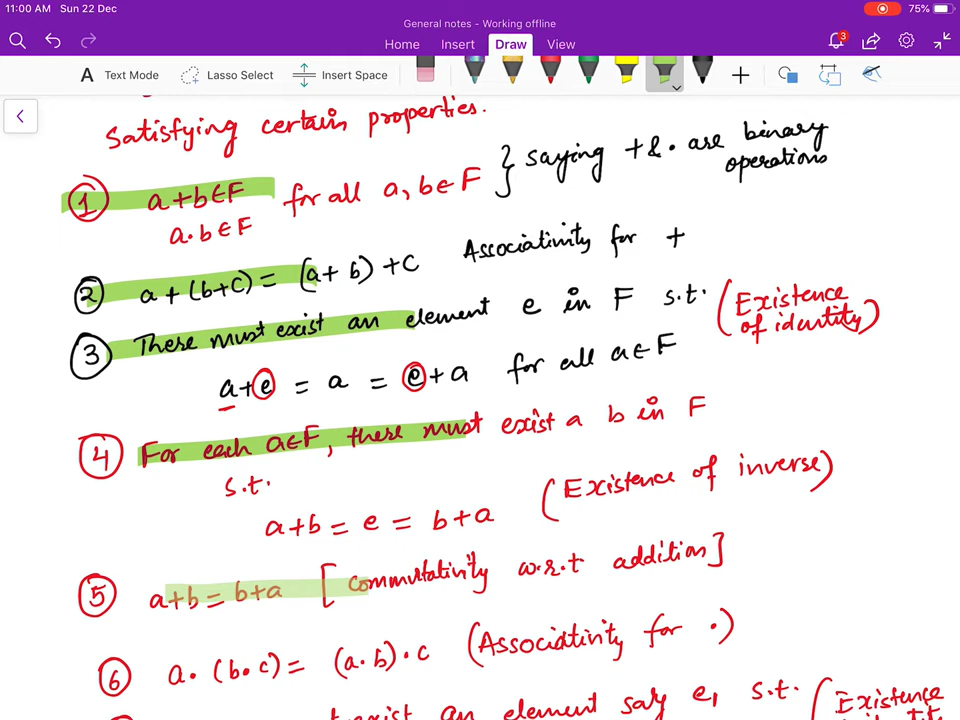 11:00 AM Sun 22 Dec
75%
General notes - Working offline
Home Insert Draw View
3
A Text Mode Lasso Select Insert Space
Satisfying certain properties.
① a+b∈F for all a, b∈F } saying + & · are binary operations
a·b∈F
② a+(b+c) = (a+b)+c Associativity for +
③ There must exist an element e in F s.t. (Existence of identity)
a+e = a = e+a for all a∈F
④ For each a∈F, there must exist a b in F
s.t.
a+b = e = b+a (Existence of inverse)
⑤ a+b = b+a [Commutativity w.r.t addition]
⑥ a·(b·c) = (a·b)·c (Associativity for ·)
exist an element say e, s.t. (Existence